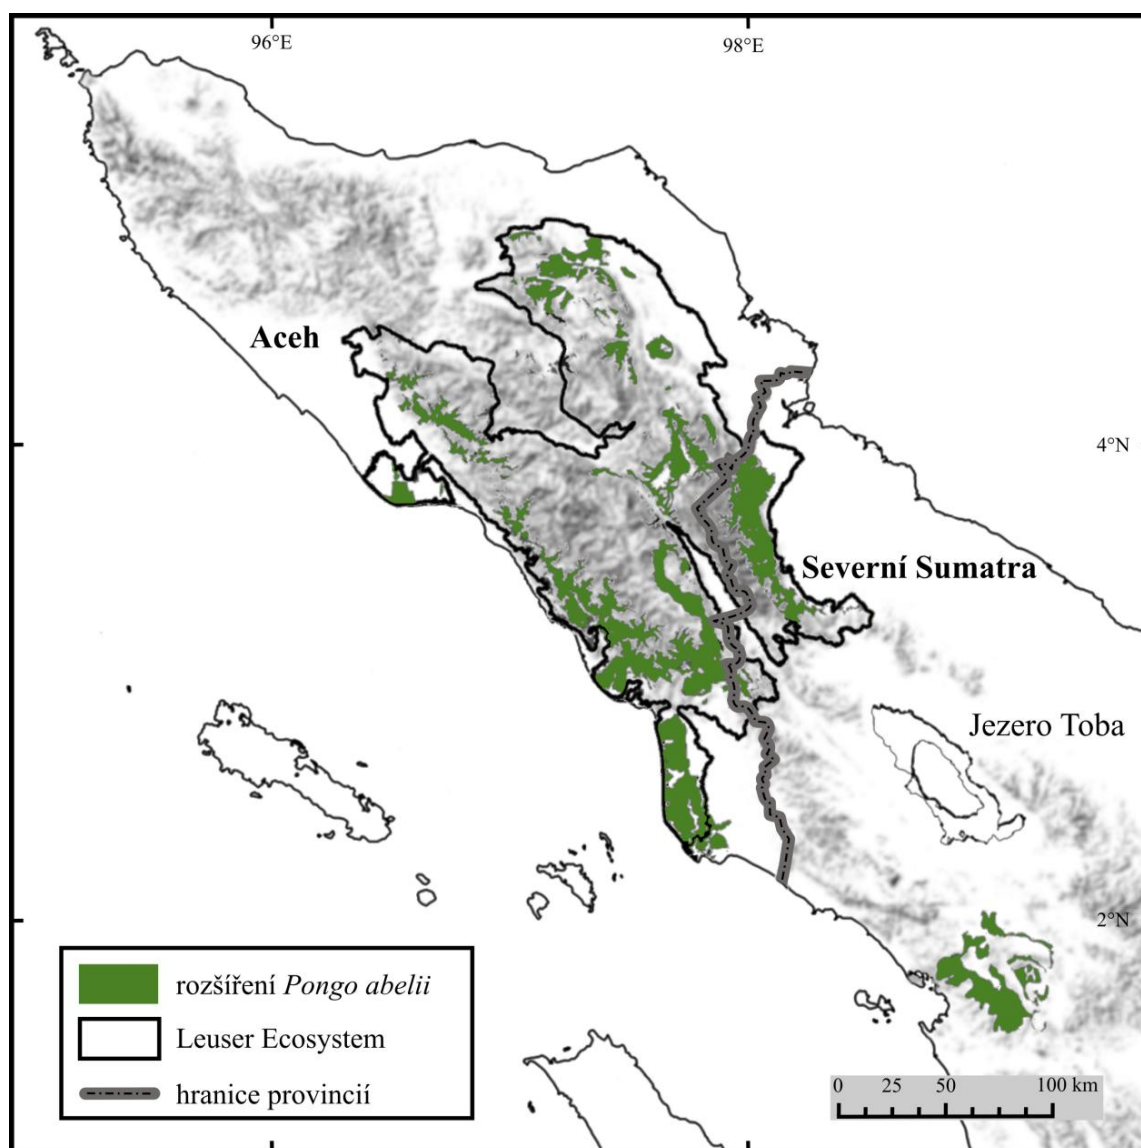 96°E
98°E
Aceh
4°N
Severní Sumatra
Jezero Toba
2°N
rozšíření Pongo abelii
Leuser Ecosystem
hranice provincií
0 25 50 100 km